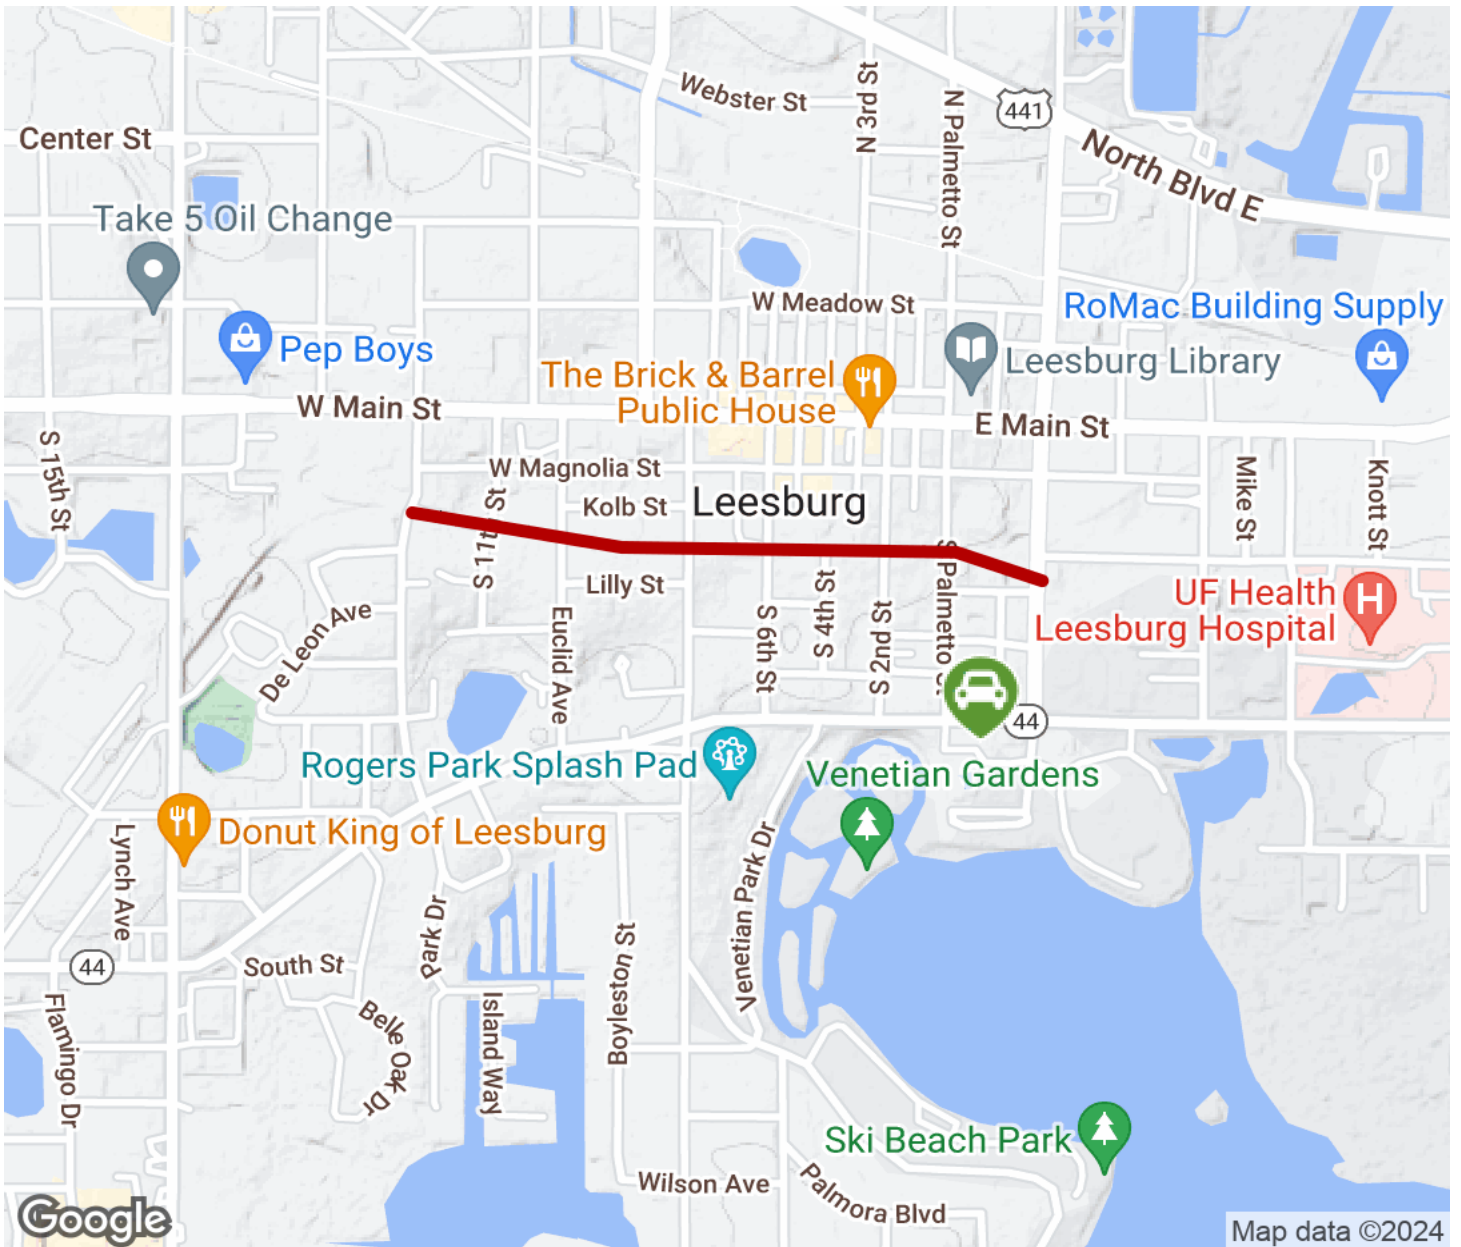 Webster St
N 3rd St
N Palmetto St
441
Center St
North Blvd E
Take 5 Oil Change
W Meadow St
RoMac Building Supply
Pep Boys
Leesburg Library
The Brick & Barrel
Public House
W Main St
E Main St
S 15th St
W Magnolia St
Mike St
Knott St
Kolb St
Leesburg
S 11th St
Lilly St
S Palmetto St
UF Health
Leesburg Hospital
H
De Leon Ave
Euclid Ave
S 6th St
S 4th St
S 2nd St
44
Rogers Park Splash Pad
Venetian Gardens
Donut King of Leesburg
Lynch Ave
Venetian Park Dr
Park Dr
Boyleston St
44
South St
Flamingo Dr
Belle Oak Dr
Island Way
Ski Beach Park
Wilson Ave
Palmora Blvd
Google
Map data ©2024